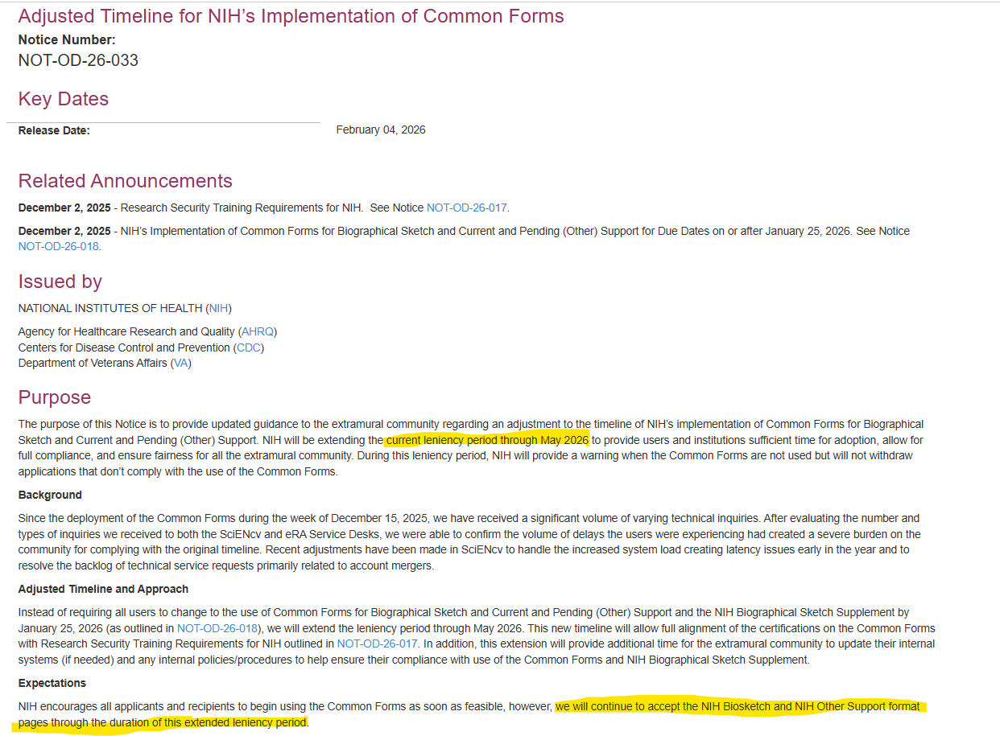 Adjusted Timeline for NIH's Implementation of Common Forms
Notice Number:
NOT-OD-26-033
Key Dates
Release Date: February 04, 2026
Related Announcements
December 2, 2025 - Research Security Training Requirements for NIH. See Notice NOT-OD-26-017.
December 2, 2025 - NIH's Implementation of Common Forms for Biographical Sketch and Current and Pending (Other) Support for Due Dates on or after January 25, 2026. See Notice
NOT-OD-26-018.
Issued by
NATIONAL INSTITUTES OF HEALTH (NIH)
Agency for Healthcare Research and Quality (AHRQ)
Centers for Disease Control and Prevention (CDC)
Department of Veterans Affairs (VA)
Purpose
The purpose of this Notice is to provide updated guidance to the extramural community regarding an adjustment to the timeline of NIH's implementation of Common Forms for Biographical
Sketch and Current and Pending (Other) Support. NIH will be extending the current leniency period through May 2026 to provide users and institutions sufficient time for adoption, allow for
full compliance, and ensure fairness for all the extramural community. During this leniency period, NIH will provide a warning when the Common Forms are not used but will not withdraw
applications that don't comply with the use of the Common Forms.
Background
Since the deployment of the Common Forms during the week of December 15, 2025, we have received a significant volume of varying technical inquiries. After evaluating the number and
types of inquiries we received to both the SciENcv and eRA Service Desks, we were able to confirm the volume of delays the users were experiencing had created a severe burden on the
community for complying with the original timeline. Recent adjustments have been made in SciENcv to handle the increased system load creating latency issues early in the year and to
resolve the backlog of technical service requests primarily related to account mergers.
Adjusted Timeline and Approach
Instead of requiring all users to change to the use of Common Forms for Biographical Sketch and Current and Pending (Other) Support and the NIH Biographical Sketch Supplement by
January 25, 2026 (as outlined in NOT-OD-26-018), we will extend the leniency period through May 2026. This new timeline will allow full alignment of the certifications on the Common Forms
with Research Security Training Requirements for NIH outlined in NOT-OD-26-017. In addition, this extension will provide additional time for the extramural community to update their internal
systems (if needed) and any internal policies/procedures to help ensure their compliance with use of the Common Forms and NIH Biographical Sketch Supplement.
Expectations
NIH encourages all applicants and recipients to begin using the Common Forms as soon as feasible, however, we will continue to accept the NIH Biosketch and NIH Other Support format
pages through the duration of this extended leniency period.